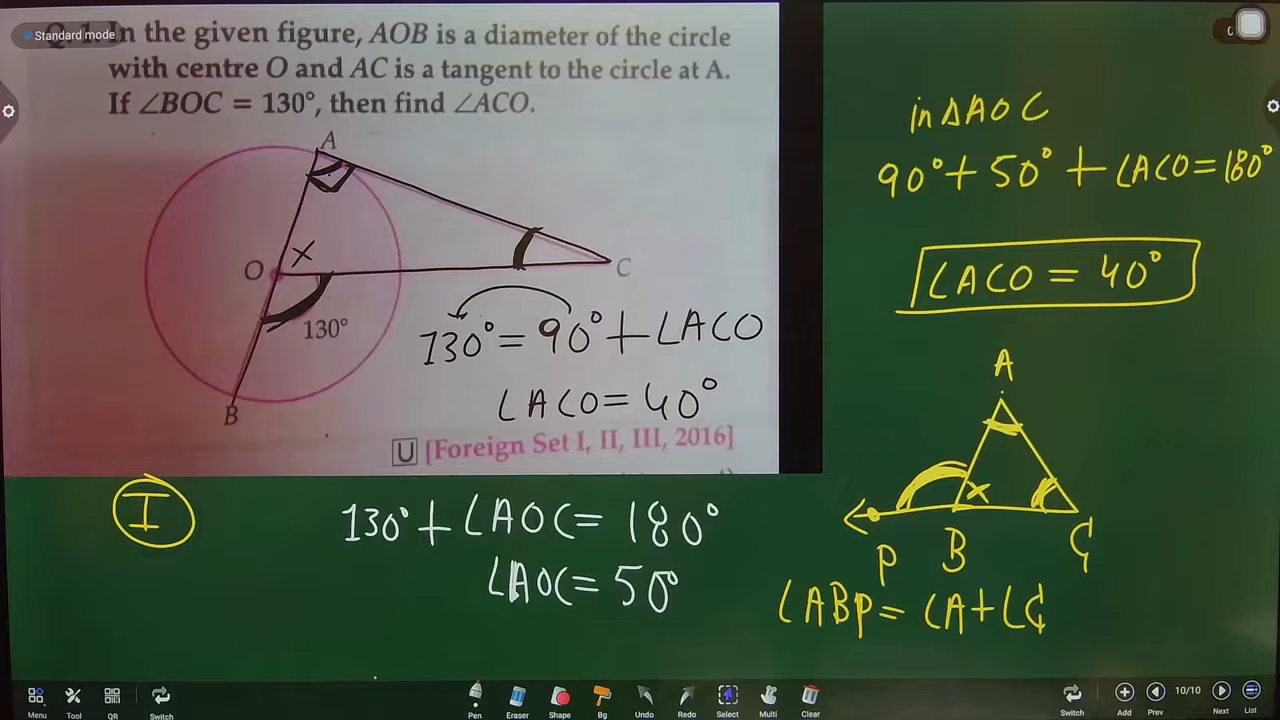 Standard mode
Q.1. In the given figure, AOB is a diameter of the circle
with centre O and AC is a tangent to the circle at A.
If ∠BOC = 130°, then find ∠ACO.
A
O
×
C
130°
B
130° = 90° + ∠ACO
∠ACO = 40°
U [Foreign Set I, II, III, 2016]
I
130° + ∠AOC = 180°
∠AOC = 50°
in ΔAOC
90° + 50° + ∠ACO = 180°
∠ACO = 40°
A
×
P B C
∠ABP = ∠A + ∠C
Menu Tool QR Switch Pen Eraser Shape Bg Undo Redo Select Multi Clear Switch Add Prev 10/10 Next List